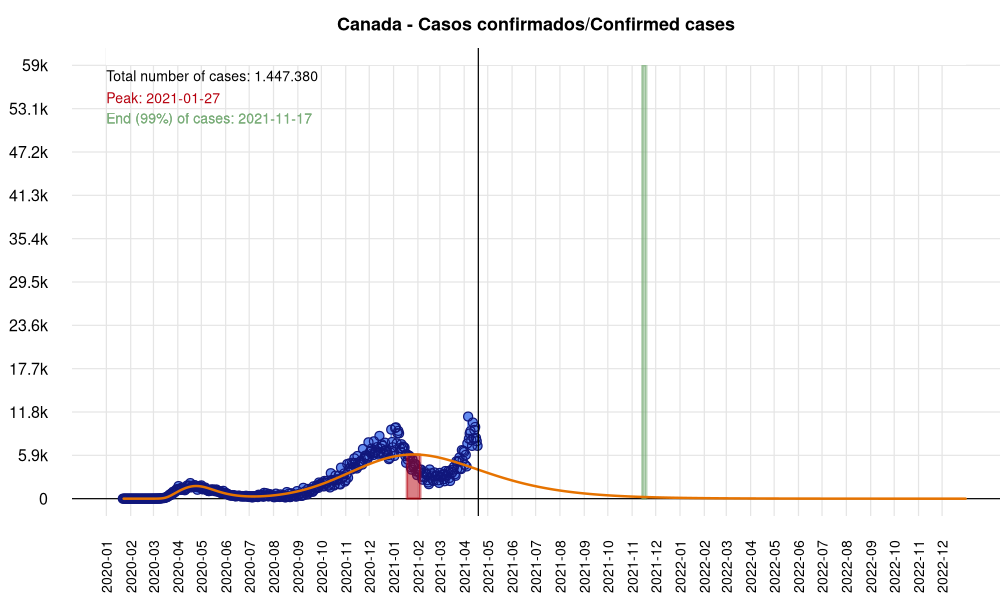 Canada - Casos confirmados/Confirmed cases
Total number of cases: 1.447.380
Peak: 2021-01-27
End (99%) of cases: 2021-11-17
59k
53.1k
47.2k
41.3k
35.4k
29.5k
23.6k
17.7k
11.8k
5.9k
0
2020-01
2020-02
2020-03
2020-04
2020-05
2020-06
2020-07
2020-08
2020-09
2020-10
2020-11
2020-12
2021-01
2021-02
2021-03
2021-04
2021-05
2021-06
2021-07
2021-08
2021-09
2021-10
2021-11
2021-12
2022-01
2022-02
2022-03
2022-04
2022-05
2022-06
2022-07
2022-08
2022-09
2022-10
2022-11
2022-12